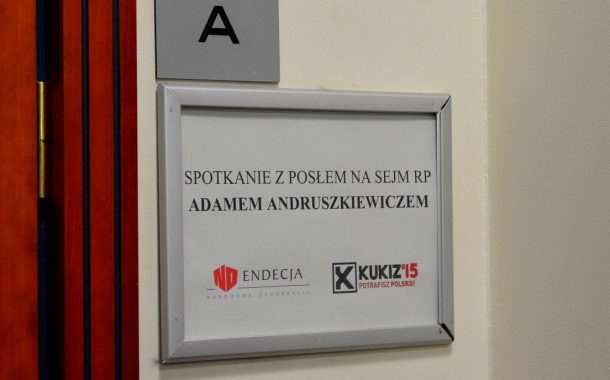 A
SPOTKANIE Z POSŁEM NA SEJM RP
ADAMEM ANDRUSZKIEWICZEM
ND ENDECJA
NARODOWA DEMOKRACJA
K KUKIZ'15
POTRAFISZ POLSKO!